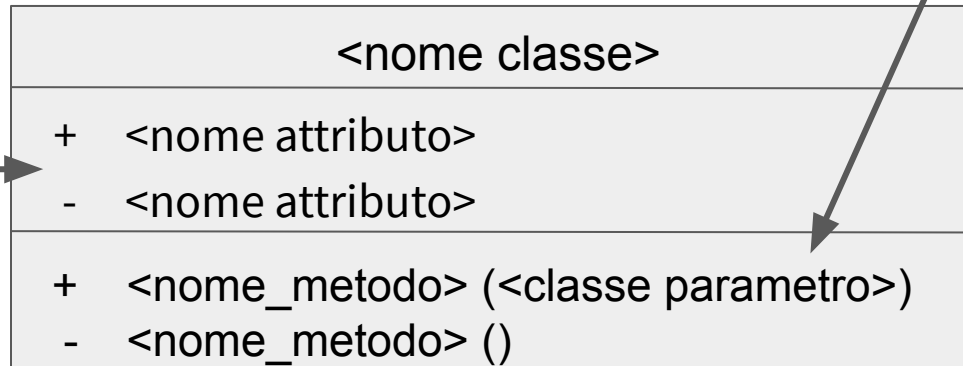 <nome classe>
+ <nome attributo>
- <nome attributo>
+ <nome_metodo> (<classe parametro>)
- <nome_metodo> ()